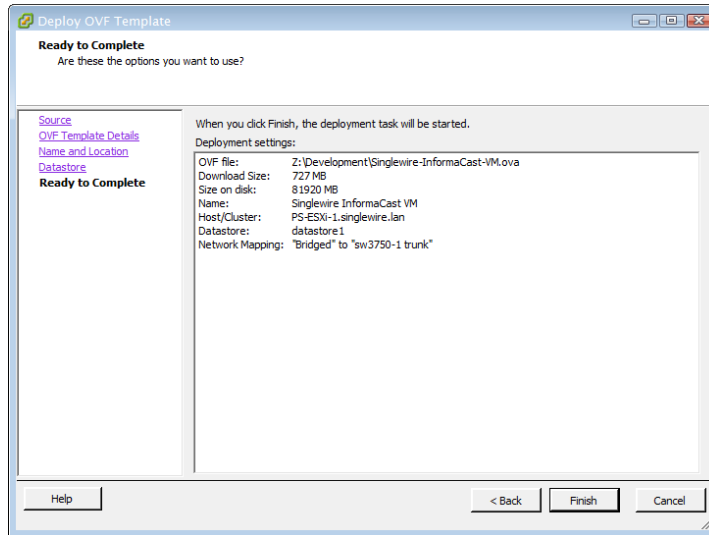 Deploy OVF Template
Ready to Complete
Are these the options you want to use?
Source
OVF Template Details
Name and Location
Datastore
Ready to Complete
When you click Finish, the deployment task will be started.
Deployment settings:
OVF file: Z:\Development\Singlewire-InformaCast-VM.ova
Download Size: 727 MB
Size on disk: 81920 MB
Name: Singlewire InformaCast VM
Host/Cluster: PS-ESXi-1.singlewire.lan
Datastore: datastore1
Network Mapping: "Bridged" to "sw3750-1 trunk"
Help < Back Finish Cancel